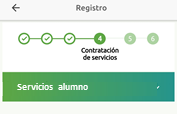 Registro
4 5 6
Contratación
de servicios
Servicios alumno